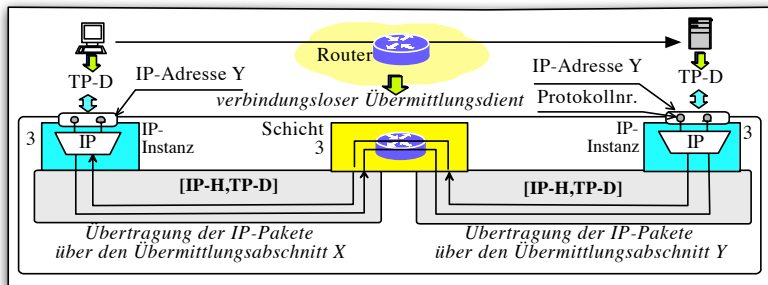 Router
TP-D
IP-Adresse Y
IP-Adresse Y
TP-D
verbindungsloser Übermittlungsdient
Protokollnr.
3
IP
IP-
Instanz
Schicht
3
IP-
Instanz
IP
3
[IP-H,TP-D]
[IP-H,TP-D]
Übertragung der IP-Pakete
über den Übermittlungsabschnitt X
Übertragung der IP-Pakete
über den Übermittlungsabschnitt Y